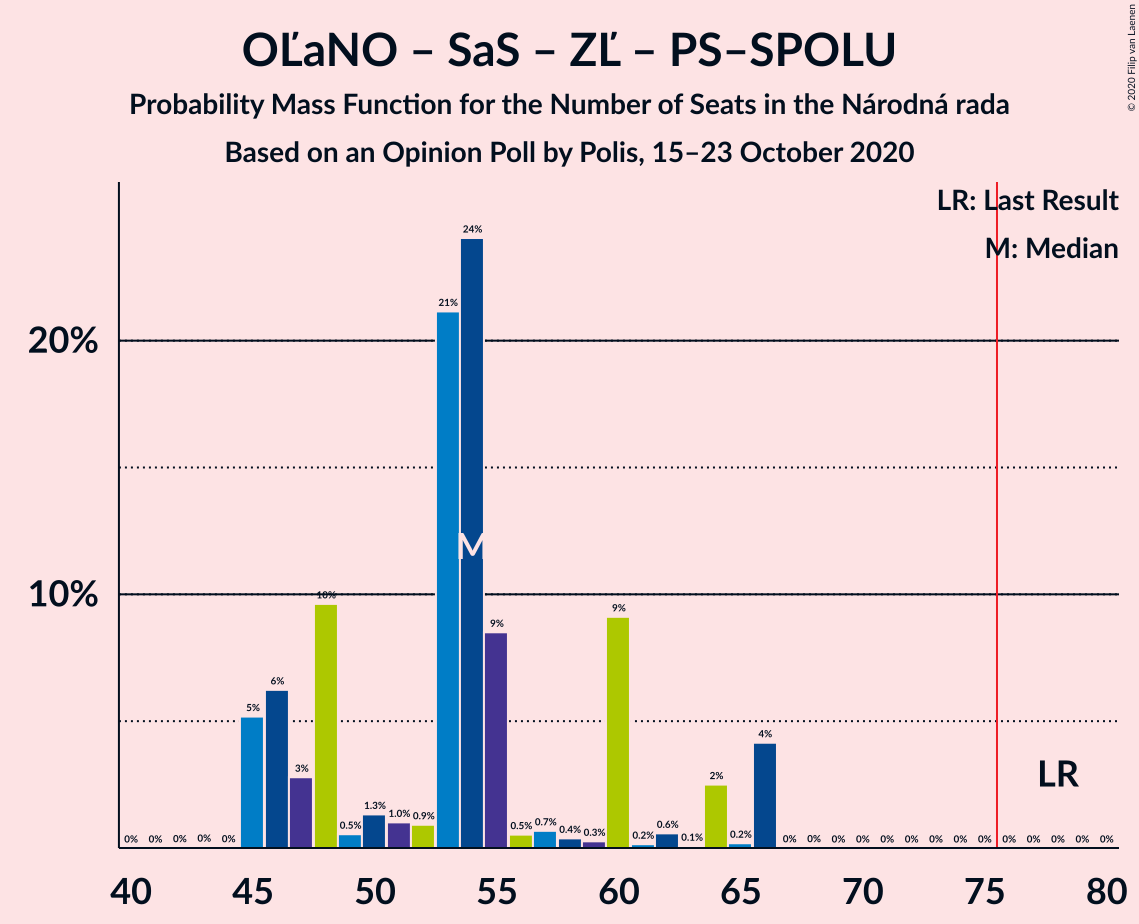 OĽaNO – SaS – ZĽ – PS–SPOLU
Probability Mass Function for the Number of Seats in the Národná rada
Based on an Opinion Poll by Polis, 15–23 October 2020
© 2020 Filip van Laenen
LR: Last Result
M: Median
24%
21%
20%
M
10%
10%
9%
9%
6%
5%
4%
3%
2%
LR
0% 0% 0% 0% 0% 0.5% 1.3% 1.0% 0.9% 0.5% 0.7% 0.4% 0.3% 0.2% 0.6% 0.1% 0.2% 0% 0% 0% 0% 0% 0% 0% 0% 0% 0% 0% 0% 0% 0%
40 45 50 55 60 65 70 75 80